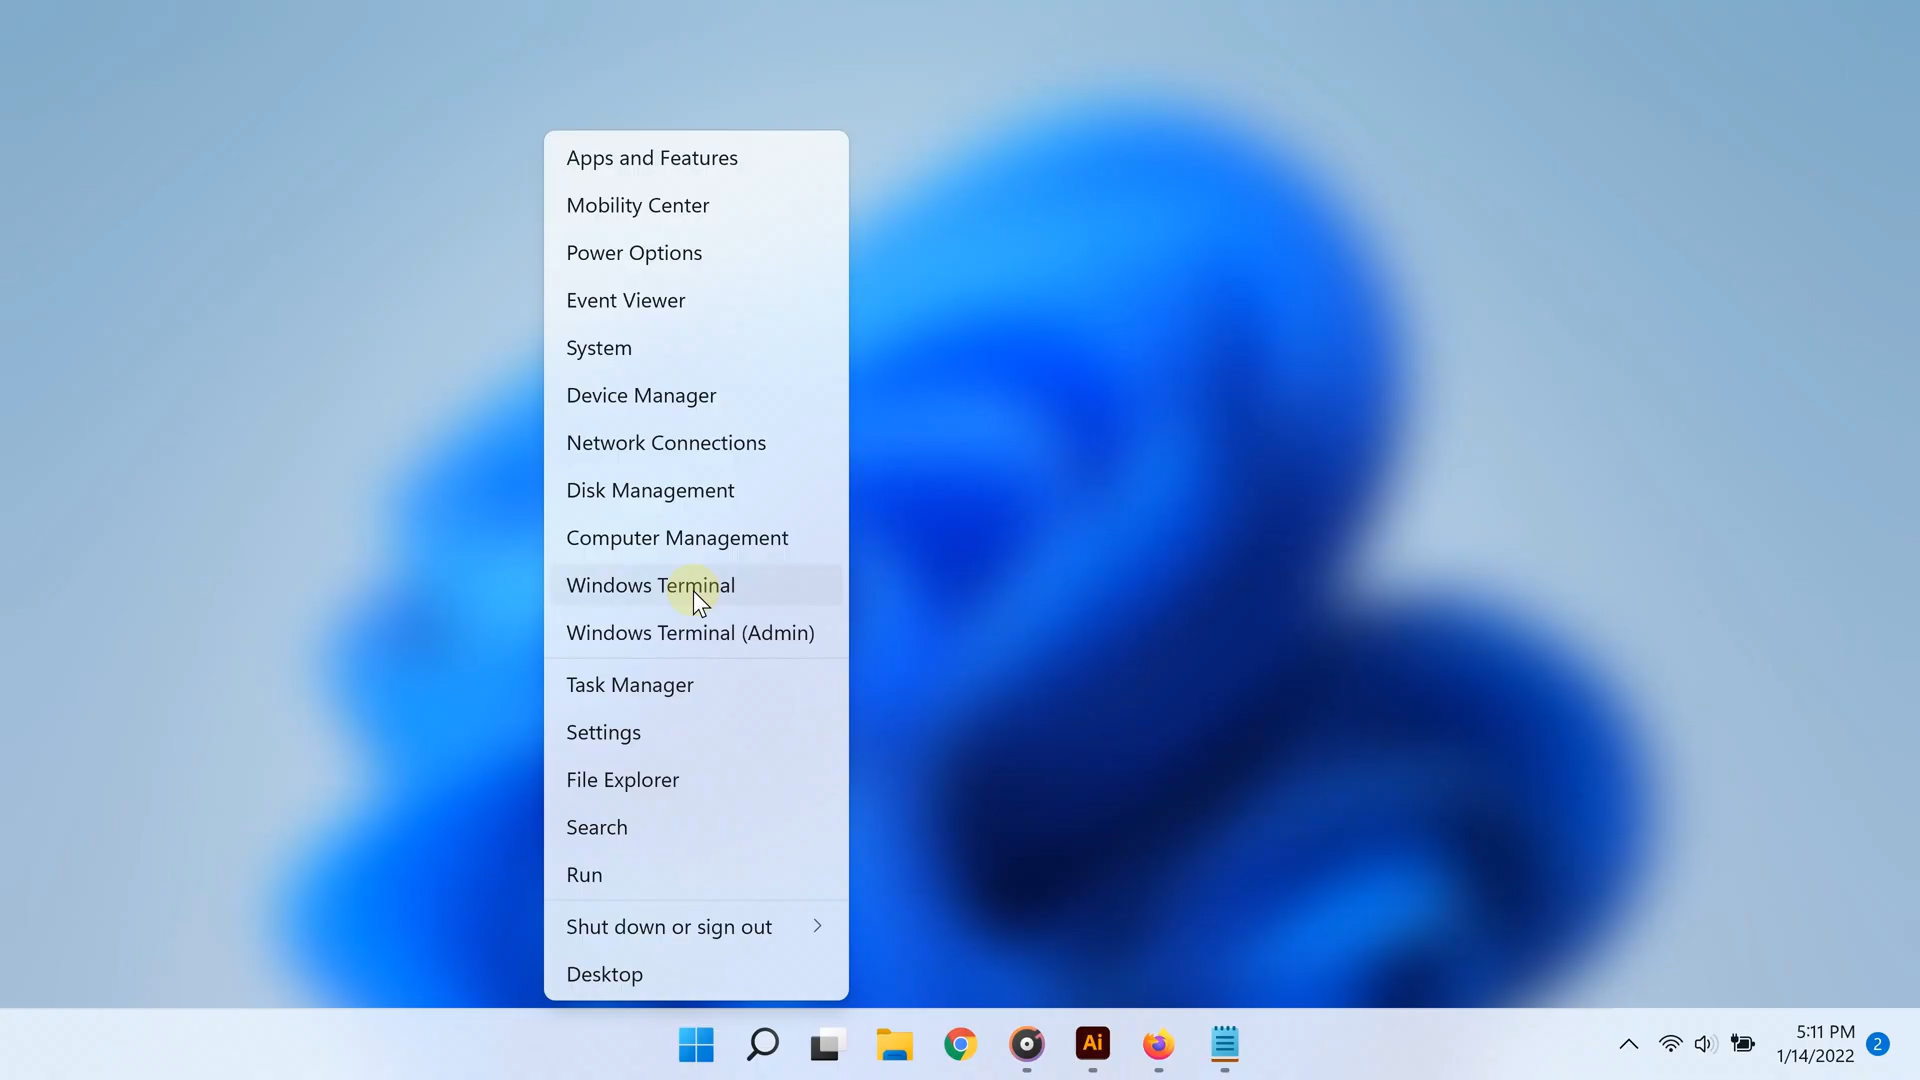 Apps and Features
Mobility Center
Power Options
Event Viewer
System
Device Manager
Network Connections
Disk Management
Computer Management
Windows Terminal
Windows Terminal (Admin)
Task Manager
Settings
File Explorer
Search
Run
Shut down or sign out
Desktop
Ai
5:11 PM
1/14/2022
2